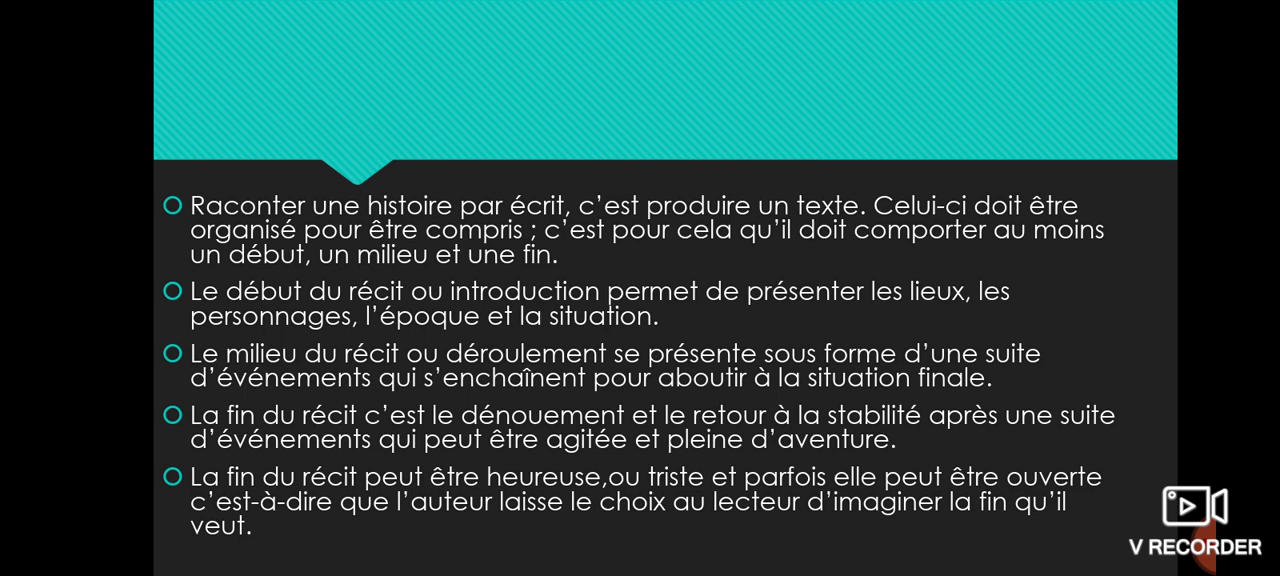 Raconter une histoire par écrit, c’est produire un texte. Celui-ci doit être
organisé pour être compris ; c’est pour cela qu’il doit comporter au moins
un début, un milieu et une fin.
Le début du récit ou introduction permet de présenter les lieux, les
personnages, l’époque et la situation.
Le milieu du récit ou déroulement se présente sous forme d’une suite
d’événements qui s’enchaînent pour aboutir à la situation finale.
La fin du récit c’est le dénouement et le retour à la stabilité après une suite
d’événements qui peut être agitée et pleine d’aventure.
La fin du récit peut être heureuse,ou triste et parfois elle peut être ouverte
c’est-à-dire que l’auteur laisse le choix au lecteur d’imaginer la fin qu’il
veut.
V RECORDER